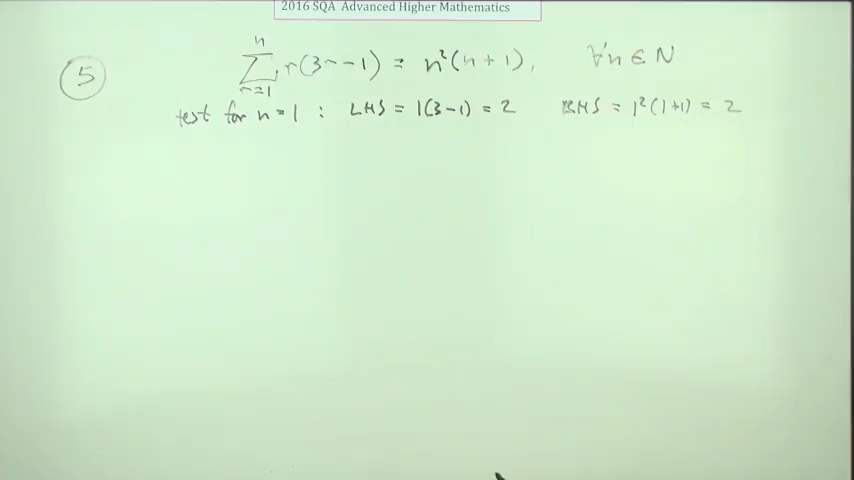 2016 SQA Advanced Higher Mathematics
5 n∑r=1 r(3r-1) = n²(n+1), ∀n ∈ N
test for n=1 : LHS = 1(3-1) = 2 RHS = 1²(1+1) = 2